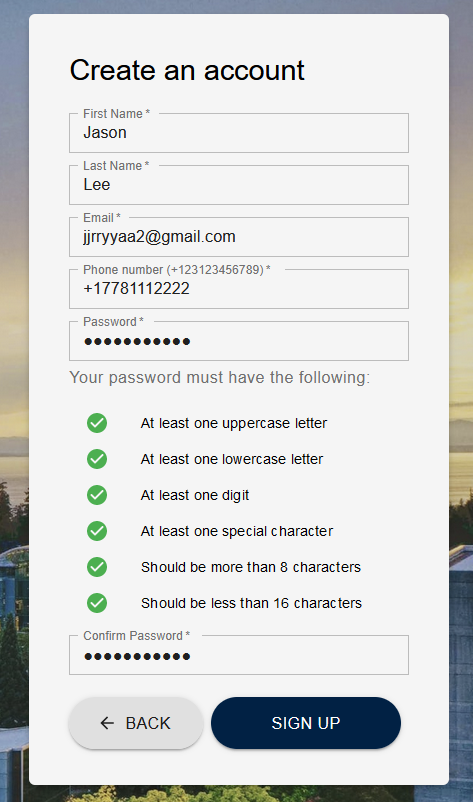 Create an account
First Name *
Jason
Last Name *
Lee
Email *
jjrryyaa2@gmail.com
Phone number (+123123456789) *
+17781112222
Password *
●●●●●●●●●●●
Your password must have the following:
At least one uppercase letter
At least one lowercase letter
At least one digit
At least one special character
Should be more than 8 characters
Should be less than 16 characters
Confirm Password *
●●●●●●●●●●●
BACK
SIGN UP